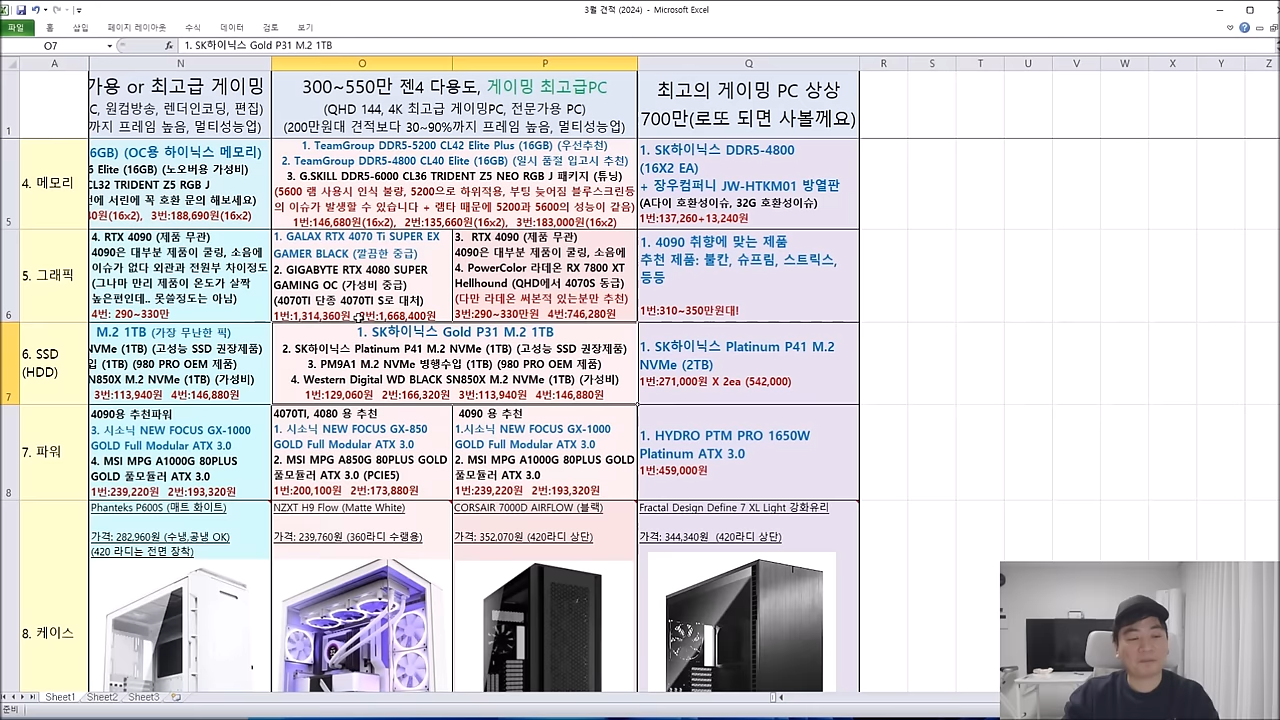 3월 견적 (2024) - Microsoft Excel
파일 홈 삽입 페이지 레이아웃 수식 데이터 검토 보기
O7 fx 1. SK하이닉스 Gold P31 M.2 1TB
A N O P Q R S T U V W X Y Z
1
가용 or 최고급 게이밍
C, 원컴방송, 렌더인코딩, 편집)
까지 프레임 높음, 멀티성능업)
300~550만 젠4 다용도, 게이밍 최고급PC
(QHD 144, 4K 최고급 게이밍PC, 전문가용 PC)
(200만원대 견적보다 30~90%까지 프레임 높음, 멀티성능업)
최고의 게이밍 PC 상상
700만(로또 되면 사볼께요)
5
4. 메모리
6GB) (OC용 하이닉스 메모리)
5 Elite (16GB) (노오버용 가성비)
CL32 TRIDENT Z5 RGB J
전에 서린에 꼭 호환 문의 해보세요)
40원(16x2), 3번:188,690원(16x2)
1. TeamGroup DDR5-5200 CL42 Elite Plus (16GB) (우선추천)
2. TeamGroup DDR5-4800 CL40 Elite (16GB) (일시 품절 입고시 추천)
3. G.SKILL DDR5-6000 CL36 TRIDENT Z5 NEO RGB J 패키지 (튜닝)
(5600 램 사용시 인식 불량, 5200으로 하위적용, 부팅 늦어짐 블루스크린등
의 이슈가 발생할 수 있습니다 + 램타 때문에 5200과 5600의 성능이 같음)
1번:146,680원(16x2), 2번:135,660원(16x2), 3번:183,000원(16x2)
1. SK하이닉스 DDR5-4800
(16X2 EA)
+ 장우컴퍼니 JW-HTKM01 방열판
(A다이 호환성이슈, 32G 호환성이슈)
1번:137,260+13,240원
6
5. 그래픽
4. RTX 4090 (제품 무관)
4090은 대부분 제품이 쿨링, 소음에
이슈가 없다 외관과 전원부 차이정도
(그나마 만리 제품이 온도가 살짝
높은편인데.. 못쓸정도는 아님)
4번: 290~330만
1. GALAX RTX 4070 Ti SUPER EX
GAMER BLACK (깔끔한 중급)
2. GIGABYTE RTX 4080 SUPER
GAMING OC (가성비 중급)
(4070TI 단종 4070TI S로 대처)
1번:1,314,360원 2번:1,668,400원
3. RTX 4090 (제품 무관)
4090은 대부분 제품이 쿨링, 소음에
4. PowerColor 라데온 RX 7800 XT
Hellhound (QHD에서 4070S 동급)
(다만 라데온 써본적 있는분만 추천)
3번:290~330만원 4번:746,280원
1. 4090 취향에 맞는 제품
추천 제품: 불칸, 슈프림, 스트릭스,
등등
1번:310~350만원대!
7
6. SSD
(HDD)
M.2 1TB (가장 무난한 픽)
NVMe (1TB) (고성능 SSD 권장제품)
입 (1TB) (980 PRO OEM 제품)
N850X M.2 NVMe (1TB) (가성비)
3번:113,940원 4번:146,880원
1. SK하이닉스 Gold P31 M.2 1TB
2. SK하이닉스 Platinum P41 M.2 NVMe (1TB) (고성능 SSD 권장제품)
3. PM9A1 M.2 NVMe 병행수입 (1TB) (980 PRO OEM 제품)
4. Western Digital WD BLACK SN850X M.2 NVMe (1TB) (가성비)
1번:129,060원 2번:166,320원 3번:113,940원 4번:146,880원
1. SK하이닉스 Platinum P41 M.2
NVMe (2TB)
1번:271,000원 X 2ea (542,000)
8
7. 파워
4090용 추천파워
3. 시소닉 NEW FOCUS GX-1000
GOLD Full Modular ATX 3.0
4. MSI MPG A1000G 80PLUS
GOLD 풀모듈러 ATX 3.0
1번:239,220원 2번:193,320원
4070TI, 4080 용 추천
1. 시소닉 NEW FOCUS GX-850
GOLD Full Modular ATX 3.0
2. MSI MPG A850G 80PLUS GOLD
풀모듈러 ATX 3.0 (PCIE5)
1번:200,100원 2번:173,880원
4090 용 추천
1.시소닉 NEW FOCUS GX-1000
GOLD Full Modular ATX 3.0
2. MSI MPG A1000G 80PLUS GOLD
풀모듈러 ATX 3.0
1번:239,220원 2번:193,320원
1. HYDRO PTM PRO 1650W
Platinum ATX 3.0
1번:459,000원
8. 케이스
Phanteks P600S (매트 화이트)
가격: 282,960원 (수냉,공냉 OK)
(420 라디는 전면 장착)
NZXT H9 Flow (Matte White)
가격: 239,760원 (360라디 수랭용)
CORSAIR 7000D AIRFLOW (블랙)
가격: 352,070원 (420라디 상단)
Fractal Design Define 7 XL Light 강화유리
가격: 344,340원 (420라디 상단)
Sheet1 Sheet2 Sheet3
준비